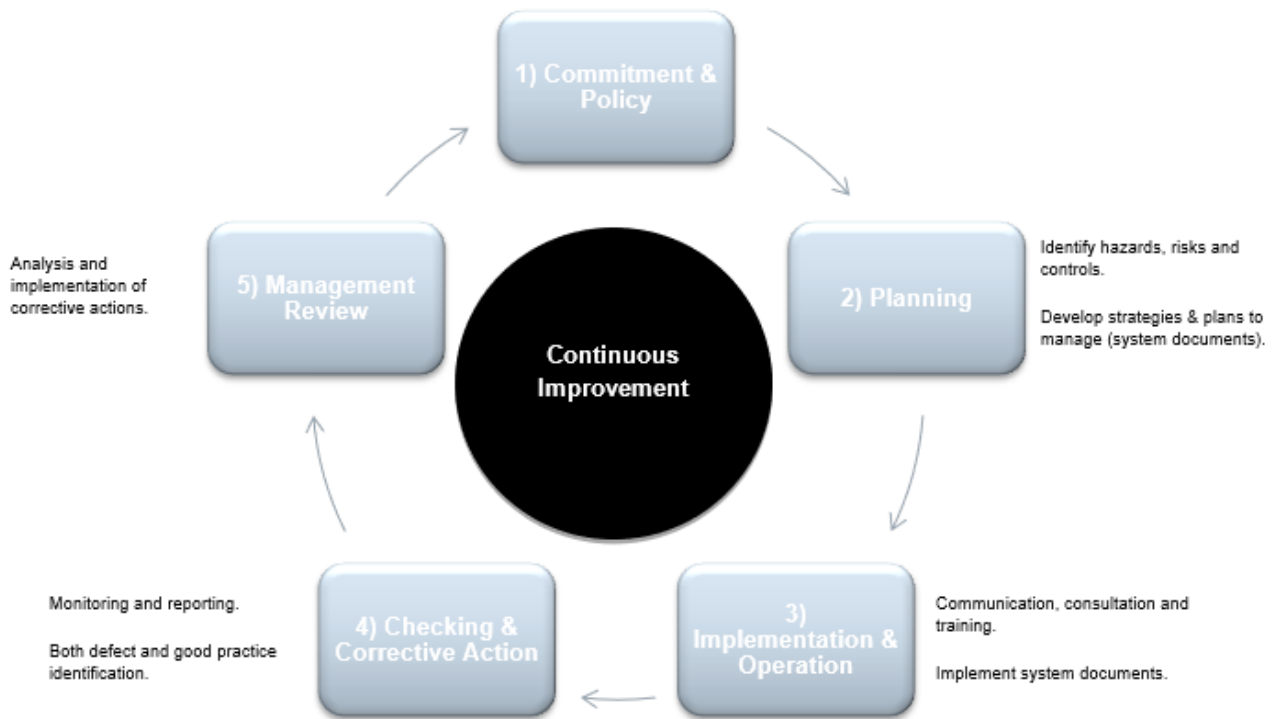 1) Commitment &
Policy
2) Planning
Identify hazards, risks and
controls.
Develop strategies & plans to
manage (system documents).
3)
Implementation &
Operation
Communication, consultation and
training.
Implement system documents.
4) Checking &
Corrective Action
Monitoring and reporting.
Both defect and good practice
identification.
5) Management
Review
Analysis and
implementation of
corrective actions.
Continuous
Improvement